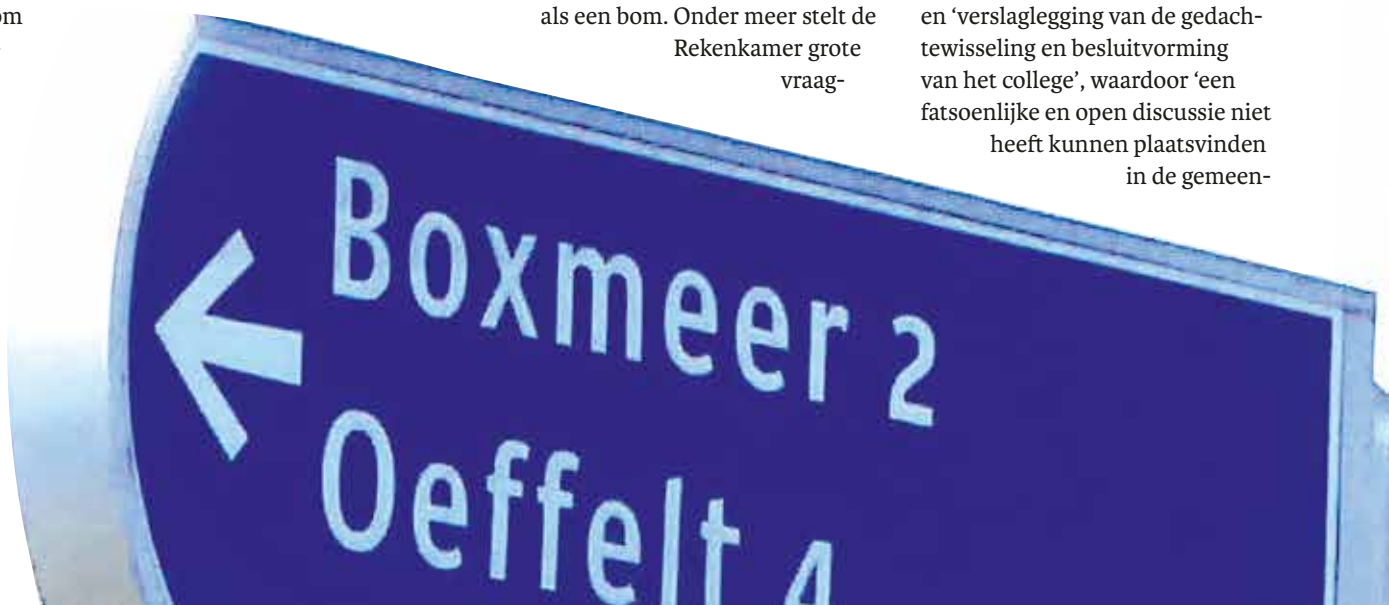 als een bom. Onder meer stelt de
Rekenkamer grote
vraag-
en ‘verslaglegging van de gedach-
tewisseling en besluitvorming
van het college’, waardoor ‘een
fatsoenlijke en open discussie niet
heeft kunnen plaatsvinden
in de gemeen-
Boxmeer 2
Oeffelt 4